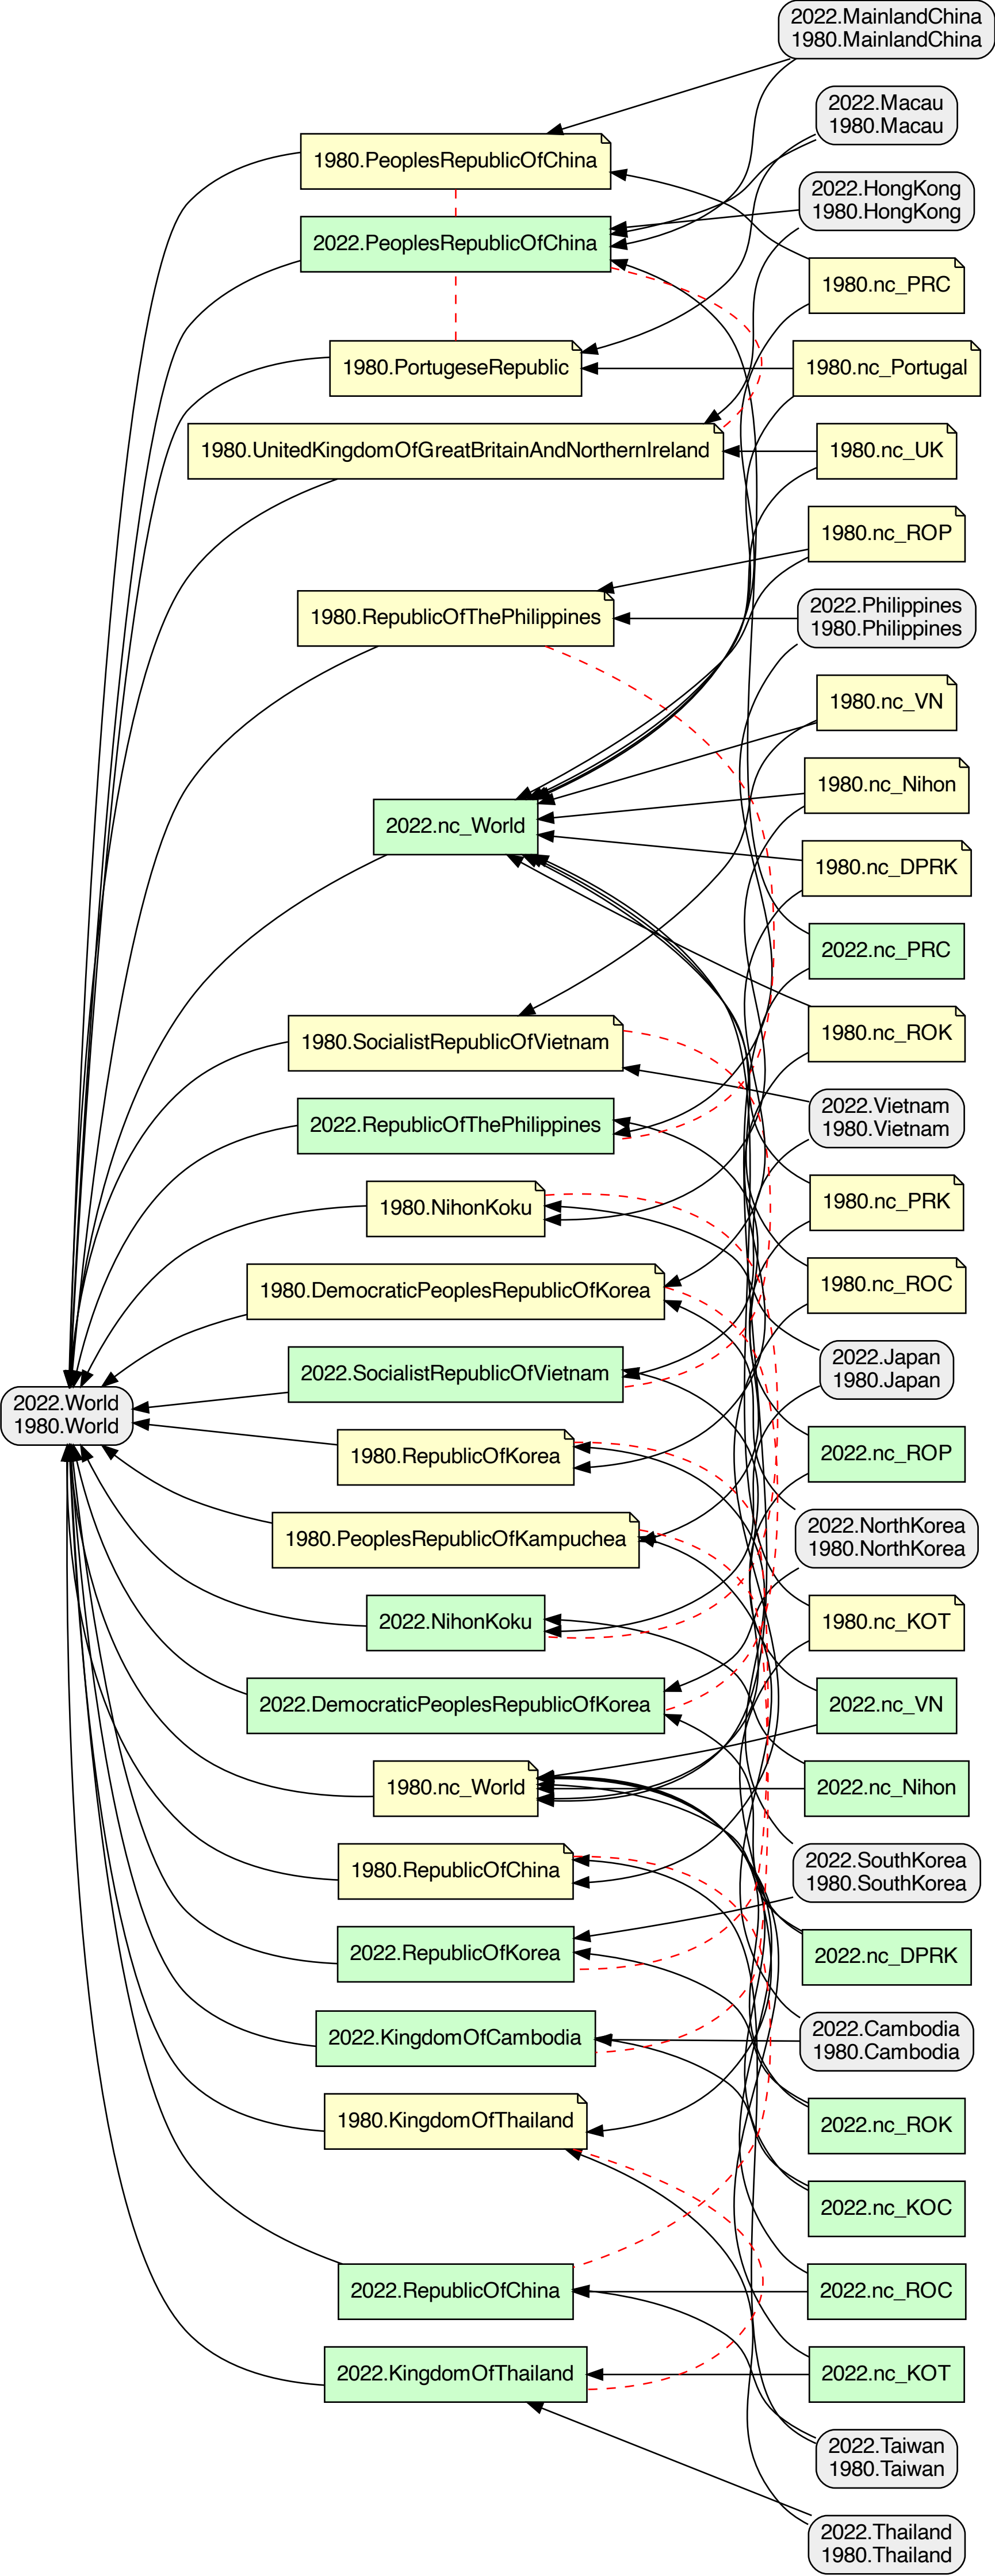 2022.MainlandChina
1980.MainlandChina
2022.Macau
1980.Macau
1980.PeoplesRepublicOfChina
2022.HongKong
1980.HongKong
2022.PeoplesRepublicOfChina
1980.nc_PRC
1980.PortugeseRepublic
1980.nc_Portugal
1980.UnitedKingdomOfGreatBritainAndNorthernIreland
1980.nc_UK
1980.nc_ROP
1980.RepublicOfThePhilippines
2022.Philippines
1980.Philippines
1980.nc_VN
1980.nc_Nihon
2022.nc_World
1980.nc_DPRK
2022.nc_PRC
1980.SocialistRepublicOfVietnam
1980.nc_ROK
2022.Vietnam
1980.Vietnam
2022.RepublicOfThePhilippines
1980.nc_PRK
1980.NihonKoku
1980.DemocraticPeoplesRepublicOfKorea
1980.nc_ROC
2022.SocialistRepublicOfVietnam
2022.Japan
1980.Japan
2022.World
1980.World
1980.RepublicOfKorea
2022.nc_ROP
1980.PeoplesRepublicOfKampuchea
2022.NorthKorea
1980.NorthKorea
2022.NihonKoku
1980.nc_KOT
2022.DemocraticPeoplesRepublicOfKorea
2022.nc_VN
1980.nc_World
2022.nc_Nihon
1980.RepublicOfChina
2022.SouthKorea
1980.SouthKorea
2022.RepublicOfKorea
2022.nc_DPRK
2022.KingdomOfCambodia
2022.Cambodia
1980.Cambodia
1980.KingdomOfThailand
2022.nc_ROK
2022.nc_KOC
2022.RepublicOfChina
2022.nc_ROC
2022.KingdomOfThailand
2022.nc_KOT
2022.Taiwan
1980.Taiwan
2022.Thailand
1980.Thailand